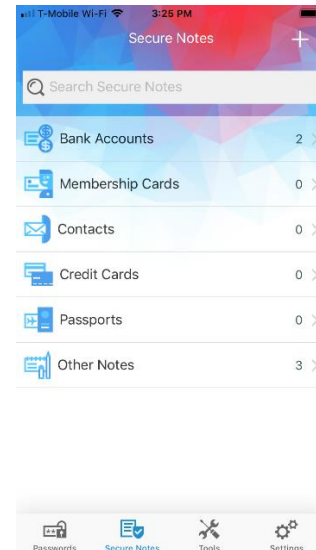 T-Mobile Wi-Fi 3:25 PM
Secure Notes
Search Secure Notes
Bank Accounts 2
Membership Cards 0
Contacts 0
Credit Cards 0
Passports 0
Other Notes 3
Passwords Secure Notes Tools Settings